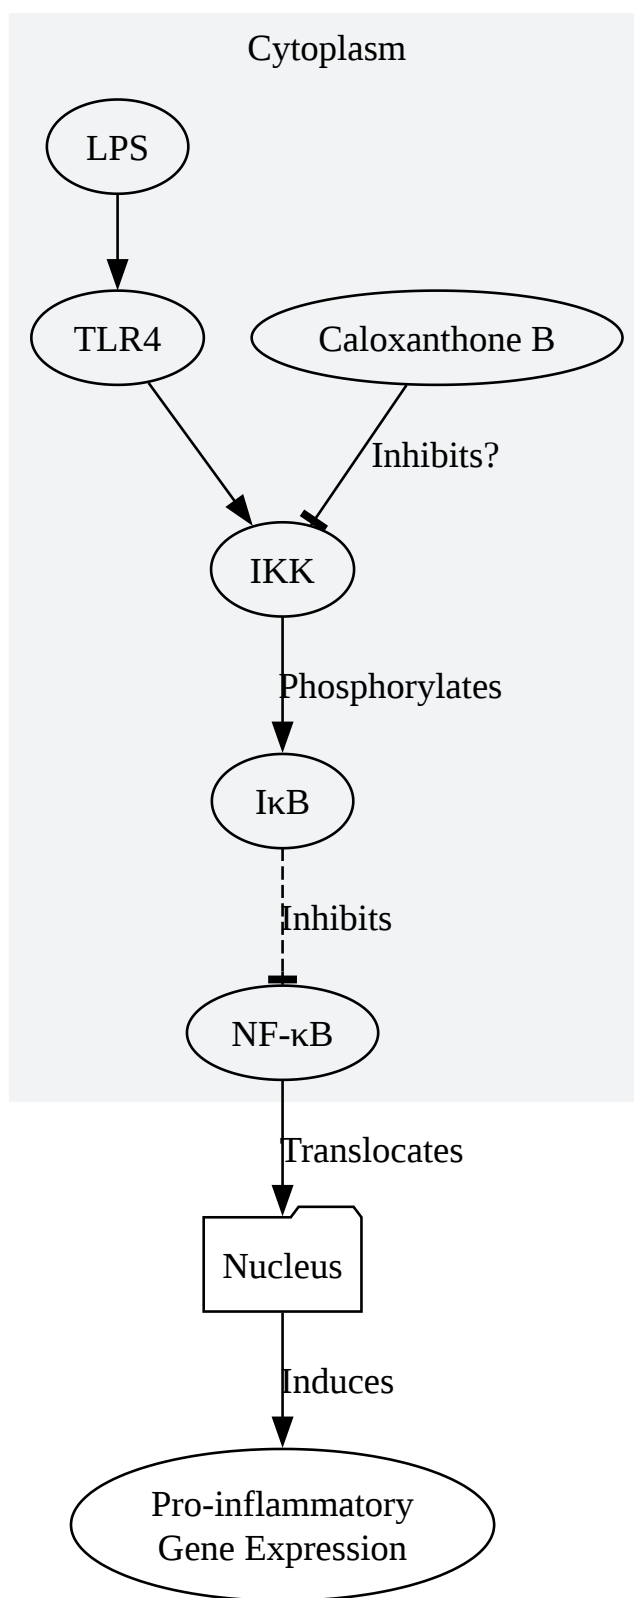 Cytoplasm
LPS
TLR4
Caloxanthone B
Inhibits?
IKK
Phosphorylates
IκB
Inhibits
NF-κB
Translocates
Nucleus
Induces
Pro-inflammatory
Gene Expression